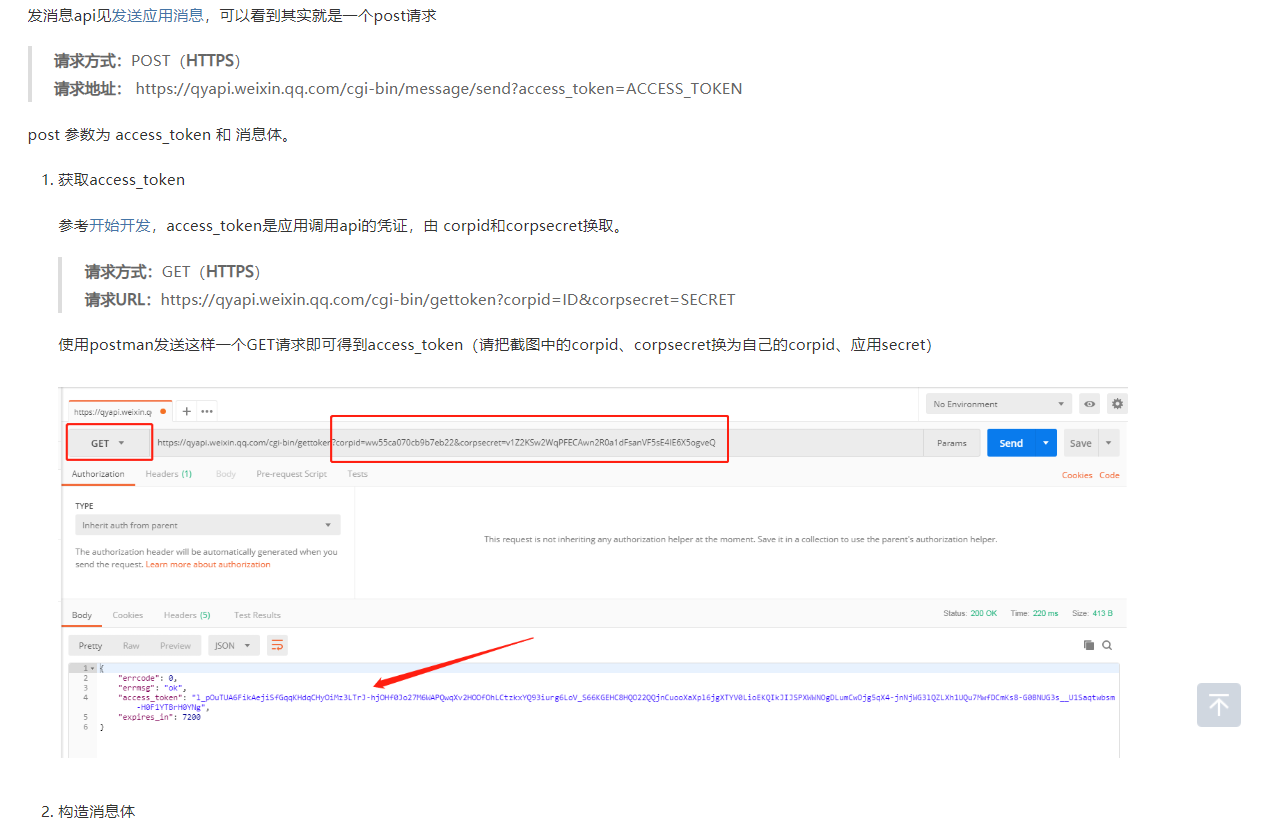 发消息api见发送应用消息，可以看到其实就是一个post请求
请求方式：POST（HTTPS）
请求地址： https://qyapi.weixin.qq.com/cgi-bin/message/send?access_token=ACCESS_TOKEN
post 参数为 access_token 和 消息体。
1. 获取access_token
参考开始开发，access_token是应用调用api的凭证，由 corpid和corpsecret换取。
请求方式：GET（HTTPS）
请求URL：https://qyapi.weixin.qq.com/cgi-bin/gettoken?corpid=ID&corpsecret=SECRET
使用postman发送这样一个GET请求即可得到access_token（请把截图中的corpid、corpsecret换为自己的corpid、应用secret）
https://qyapi.weixin.q + ••• No Environment
GET https://qyapi.weixin.qq.com/cgi-bin/gettoken?corpid=ww55ca070cb9b7eb22&corpsecret=v1Z2KSw2WqPFECAwn2R0a1dFsanVF5sE4lE6X5ogveQ Params Send Save
Authorization Headers (1) Body Pre-request Script Tests Cookies Code
TYPE
Inherit auth from parent
The authorization header will be automatically generated when you
send the request. Learn more about authorization
This request is not inheriting any authorization helper at the moment. Save it in a collection to use the parent's authorization helper.
Body Cookies Headers (5) Test Results Status: 200 OK Time: 220 ms Size: 413 B
Pretty Raw Preview JSON
1 {
2 "errcode": 0,
3 "errmsg": "ok",
4 "access_token":
5 "expires_in": 7200
6 }
2. 构造消息体